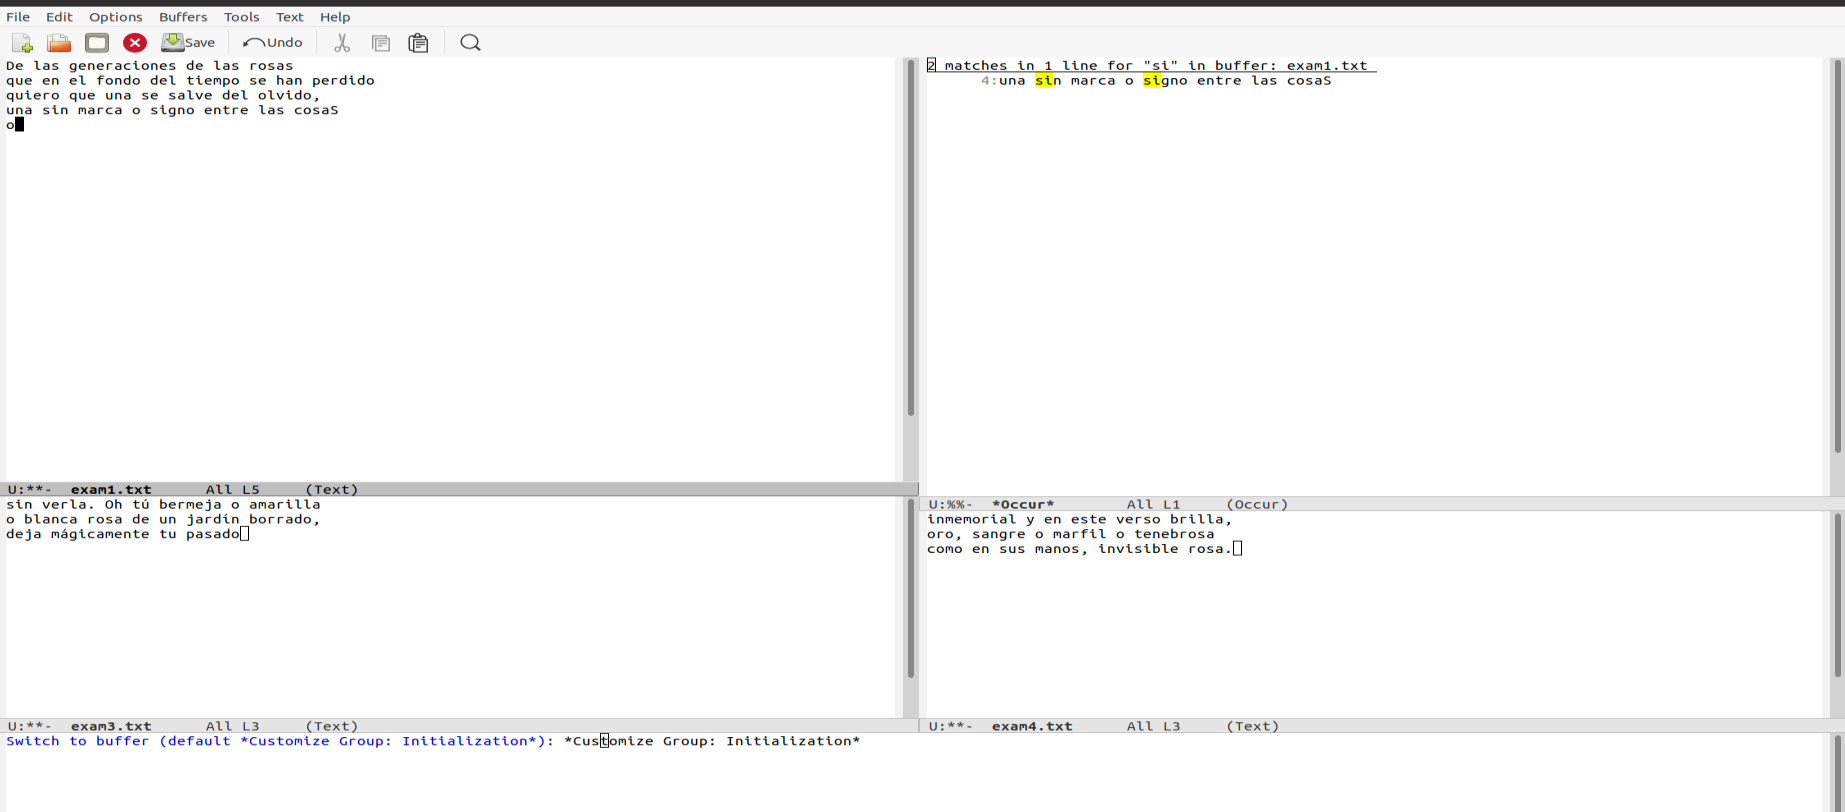 File Edit Options Buffers Tools Text Help
Save Undo
De las generaciones de las rosas
que en el fondo del tiempo se han perdido
quiero que una se salve del olvido,
una sin marca o signo entre las cosaS
o
U:**- exam1.txt All L5 (Text)
2 matches in 1 line for "si" in buffer: exam1.txt
4:una sin marca o signo entre las cosaS
U:%%- *Occur* All L1 (Occur)
sin verla. Oh tú bermeja o amarilla
o blanca rosa de un jardín borrado,
deja mágicamente tu pasado
U:**- exam3.txt All L3 (Text)
inmemorial y en este verso brilla,
oro, sangre o marfil o tenebrosa
como en sus manos, invisible rosa.
U:**- exam4.txt All L3 (Text)
Switch to buffer (default *Customize Group: Initialization*): *Customize Group: Initialization*